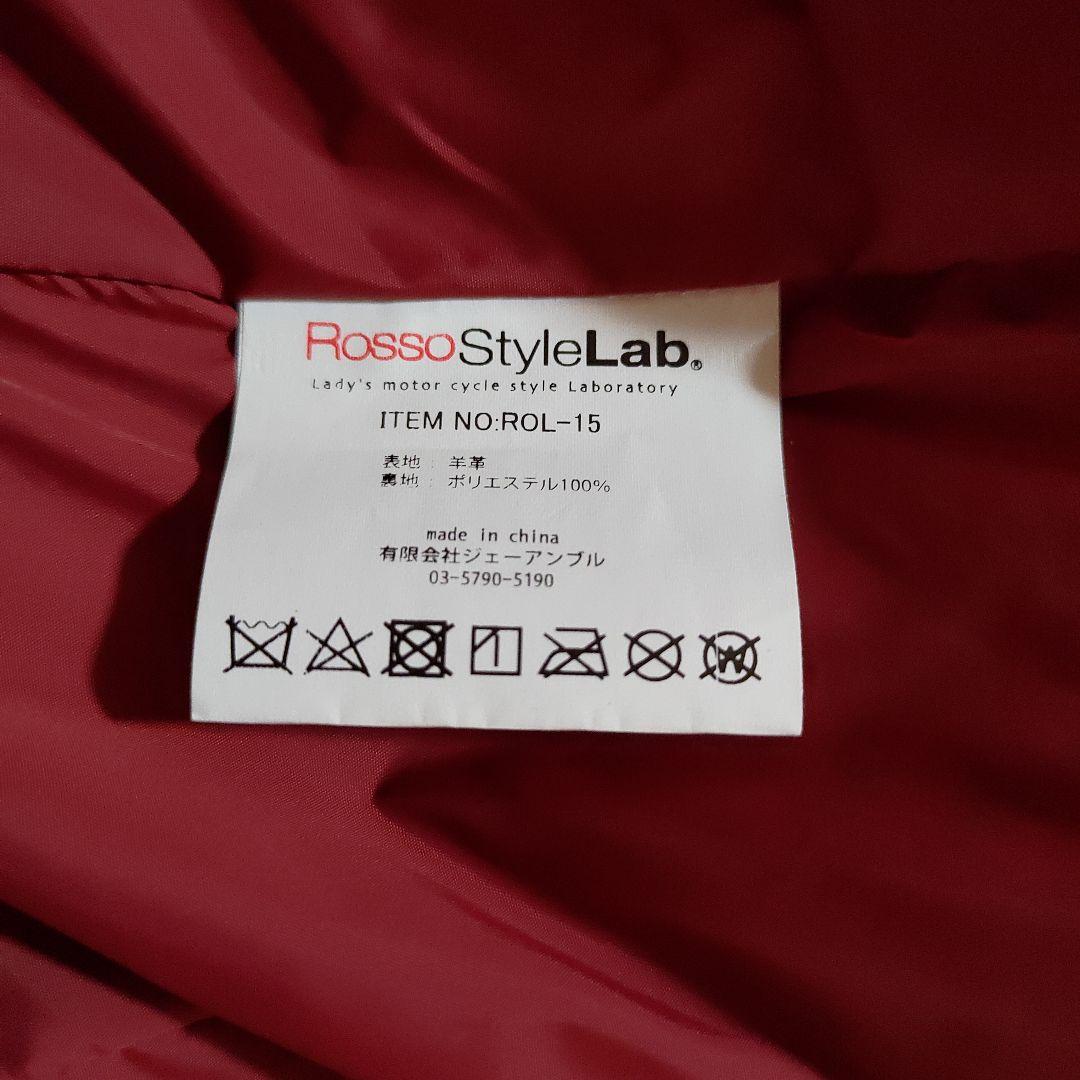 RossoStyleLab®
Lady's motor cycle style Laboratory
ITEM NO:ROL-15
表地 : 羊革
裏地 : ポリエステル100%
made in china
有限会社ジェーアンブル
03-5790-5190
W